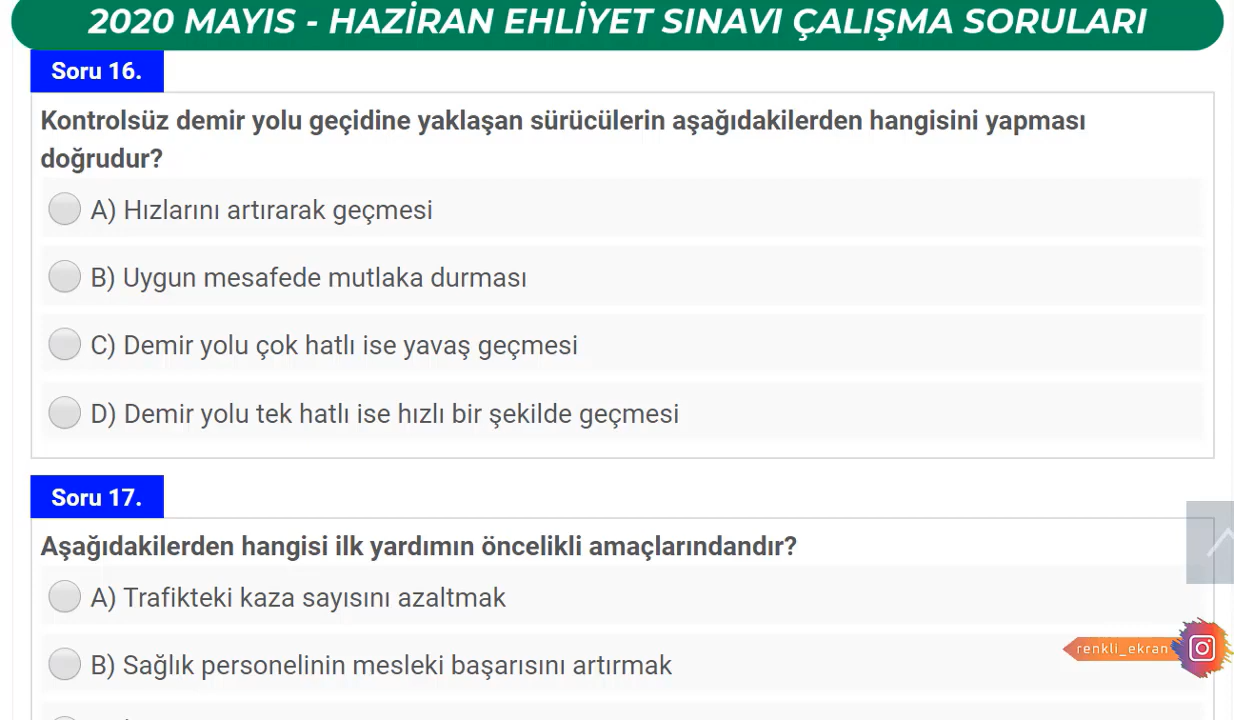 2020 MAYIS - HAZİRAN EHLİYET SINAVI ÇALIŞMA SORULARI
Soru 16.
Kontrolsüz demir yolu geçidine yaklaşan sürücülerin aşağıdakilerden hangisini yapması
doğrudur?
A) Hızlarını artırarak geçmesi
B) Uygun mesafede mutlaka durması
C) Demir yolu çok hatlı ise yavaş geçmesi
D) Demir yolu tek hatlı ise hızlı bir şekilde geçmesi
Soru 17.
Aşağıdakilerden hangisi ilk yardımın öncelikli amaçlarındandır?
A) Trafikteki kaza sayısını azaltmak
B) Sağlık personelinin mesleki başarısını artırmak
renkli_ekran